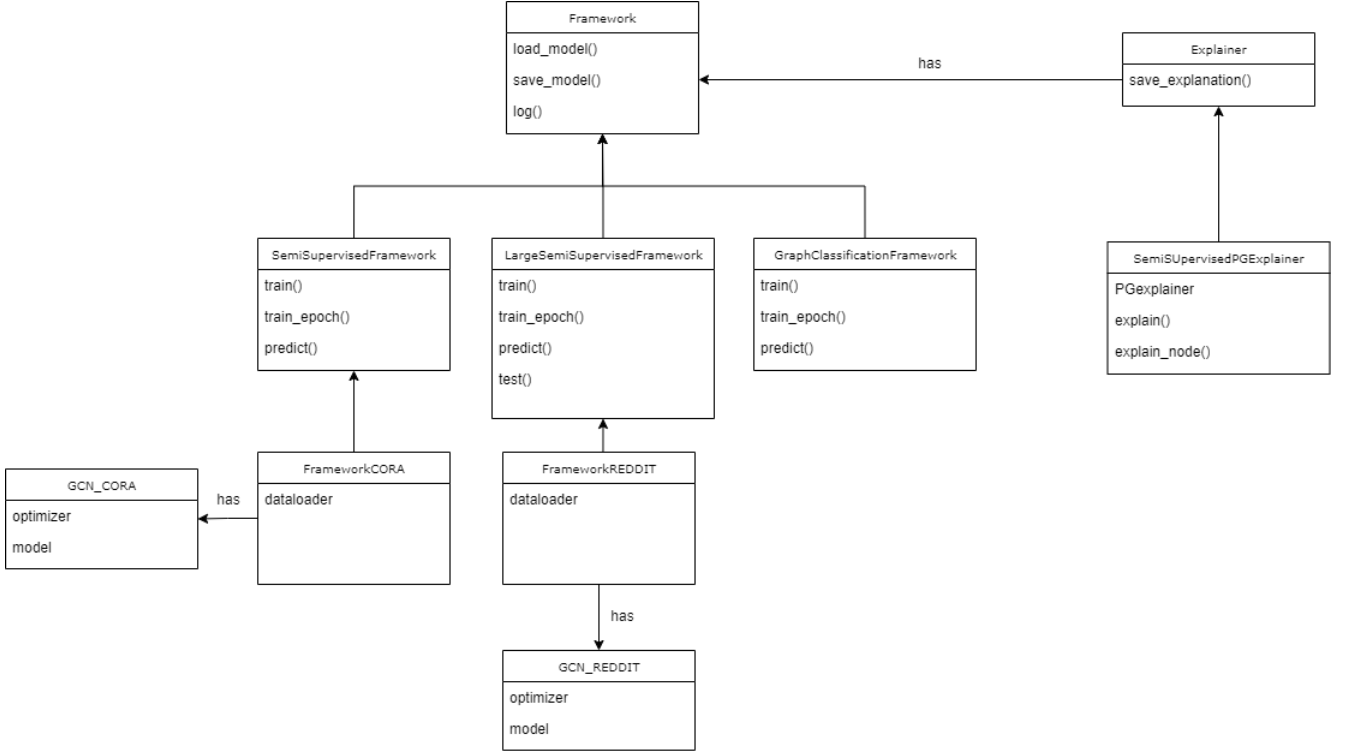 Framework
load_model()
save_model()
log()
has
Explainer
save_explanation()
SemiSupervisedFramework
train()
train_epoch()
predict()
LargeSemiSupervisedFramework
train()
train_epoch()
predict()
test()
GraphClassificationFramework
train()
train_epoch()
predict()
SemiSUpervisedPGExplainer
PGexplainer
explain()
explain_node()
GCN_CORA
optimizer
model
has
FrameworkCORA
dataloader
FrameworkREDDIT
dataloader
has
GCN_REDDIT
optimizer
model